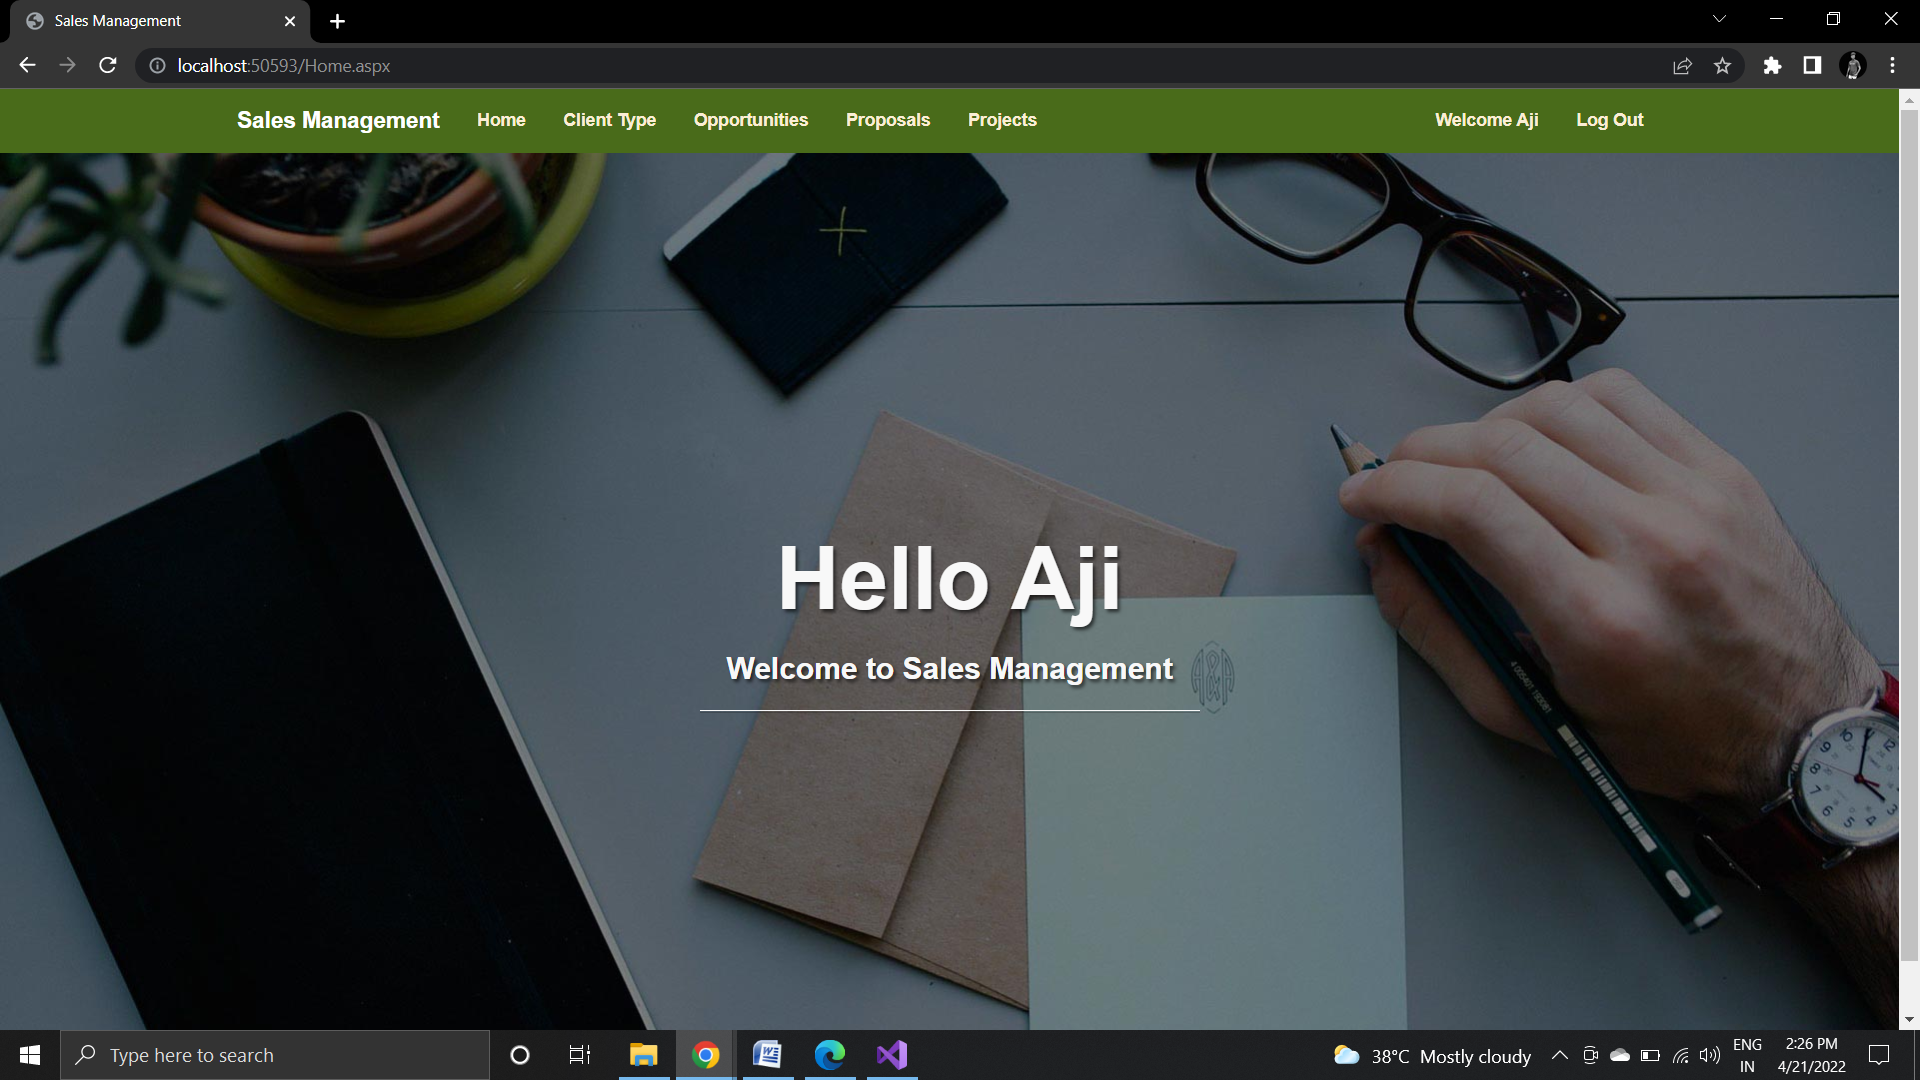 Sales Management
localhost:50593/Home.aspx
Sales Management Home Client Type Opportunities Proposals Projects Welcome Aji Log Out
Hello Aji
Welcome to Sales Management
A&A
Type here to search
38°C Mostly cloudy
ENG
IN
2:26 PM
4/21/2022